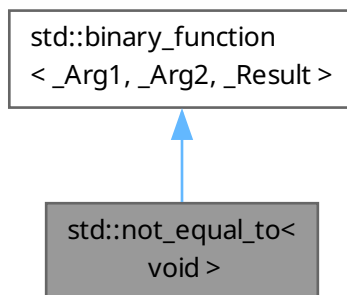 std::binary_function
< _Arg1, _Arg2, _Result >
std::not_equal_to<
void >